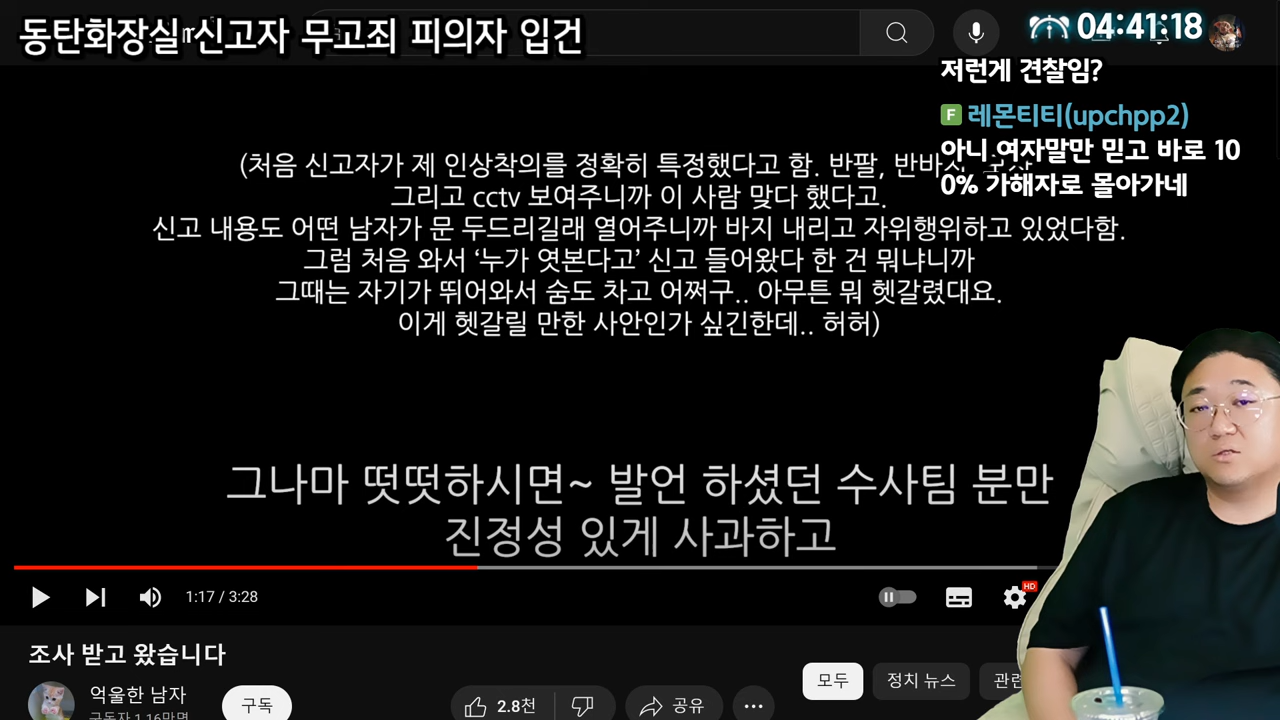 동탄화장실 신고자 무고죄 피의자 입건
04:41:18
저런게 견찰임?
F 레몬티티(upchpp2)
아니 여자말만 믿고 바로 10
0% 가해자로 몰아가네
(처음 신고자가 제 인상착의를 정확히 특정했다고 함. 반팔,
그리고 cctv 보여주니까 이 사람 맞다 했다고.
신고 내용도 어떤 남자가 문 두드리길래 열어주니까 바지 내리고 자위행위하고 있었다함.
그럼 처음 와서 '누가 엿본다고' 신고 들어왔다 한 건 뭐냐니까
그때는 자기가 뛰어와서 숨도 차고 어쩌구.. 아무튼 뭐 헷갈렸대요.
이게 헷갈릴 만한 사안인가 싶긴한데.. 허허)
그나마 떳떳하시면~ 발언 하셨던 수사팀 분만
진정성 있게 사과하고
1:17 / 3:28
HD
조사 받고 왔습니다
억울한 남자
구독자 1.16만명
구독
2.8천
공유
모두
정치 뉴스